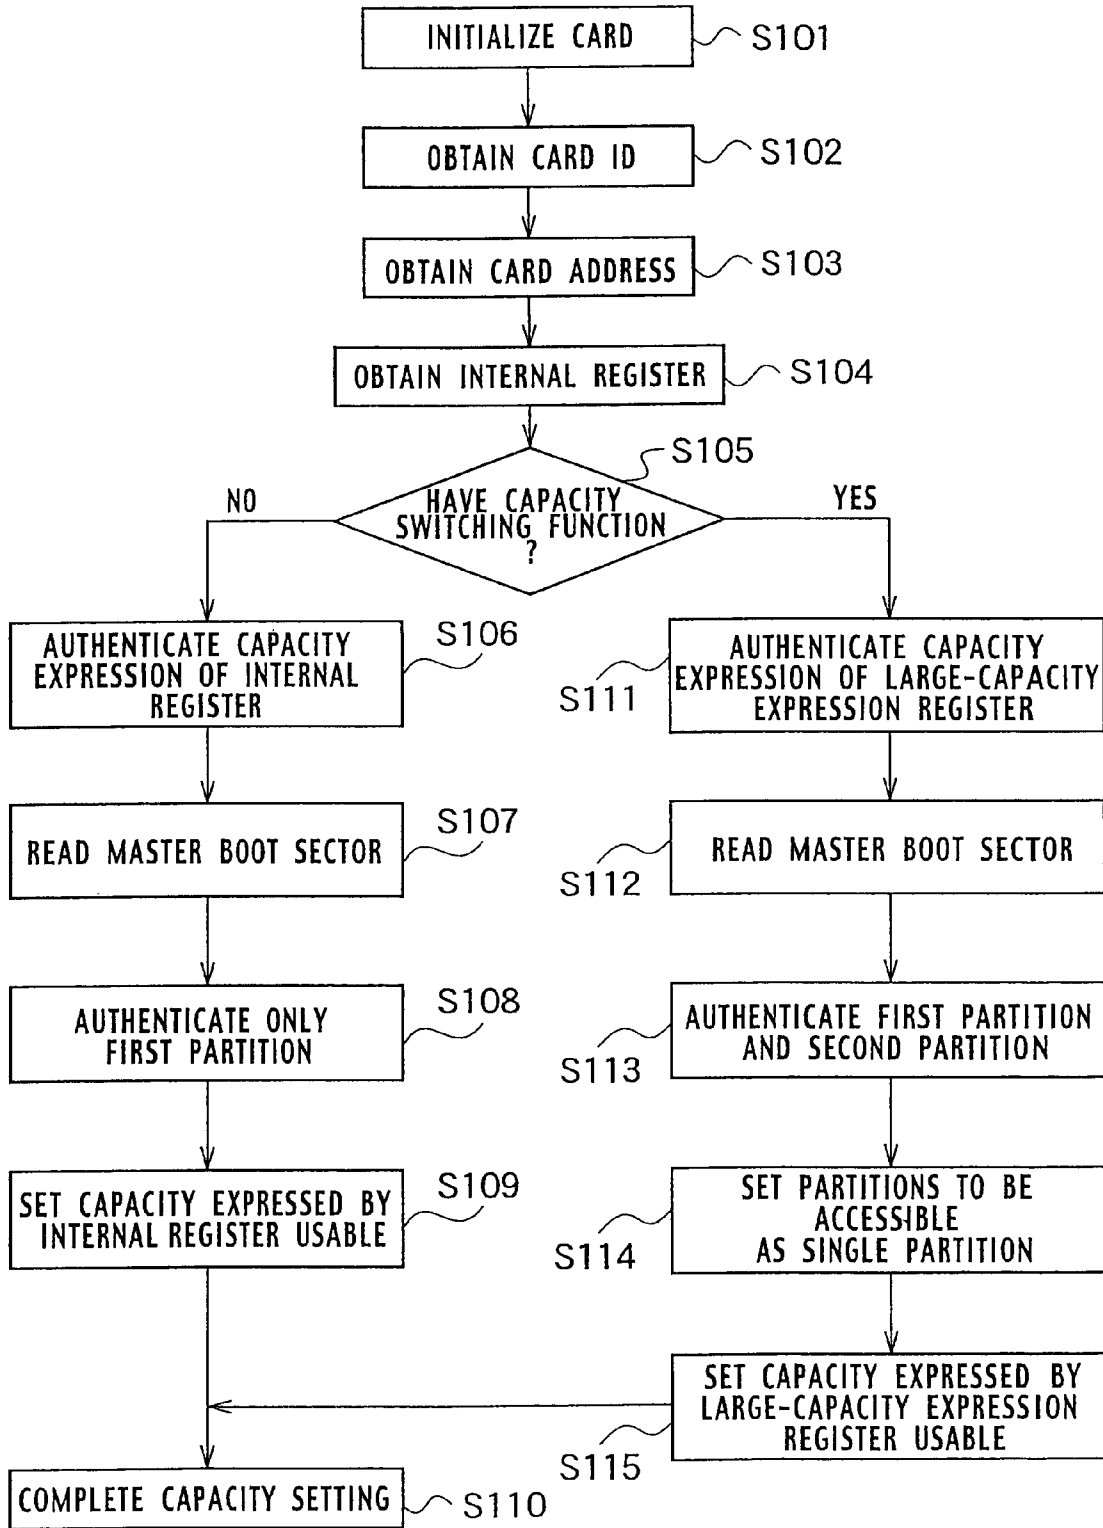 INITIALIZE CARD
S101
OBTAIN CARD ID
S102
OBTAIN CARD ADDRESS
S103
OBTAIN INTERNAL REGISTER
S104
S105
HAVE CAPACITY
SWITCHING FUNCTION
?
NO
YES
AUTHENTICATE CAPACITY
EXPRESSION OF INTERNAL
REGISTER
S106
READ MASTER BOOT SECTOR
S107
AUTHENTICATE ONLY
FIRST PARTITION
S108
SET CAPACITY EXPRESSED BY
INTERNAL REGISTER USABLE
S109
AUTHENTICATE CAPACITY
EXPRESSION OF LARGE-CAPACITY
EXPRESSION REGISTER
S111
READ MASTER BOOT SECTOR
S112
AUTHENTICATE FIRST PARTITION
AND SECOND PARTITION
S113
SET PARTITIONS TO BE
ACCESSIBLE
AS SINGLE PARTITION
S114
SET CAPACITY EXPRESSED BY
LARGE-CAPACITY EXPRESSION
REGISTER USABLE
S115
COMPLETE CAPACITY SETTING
S110